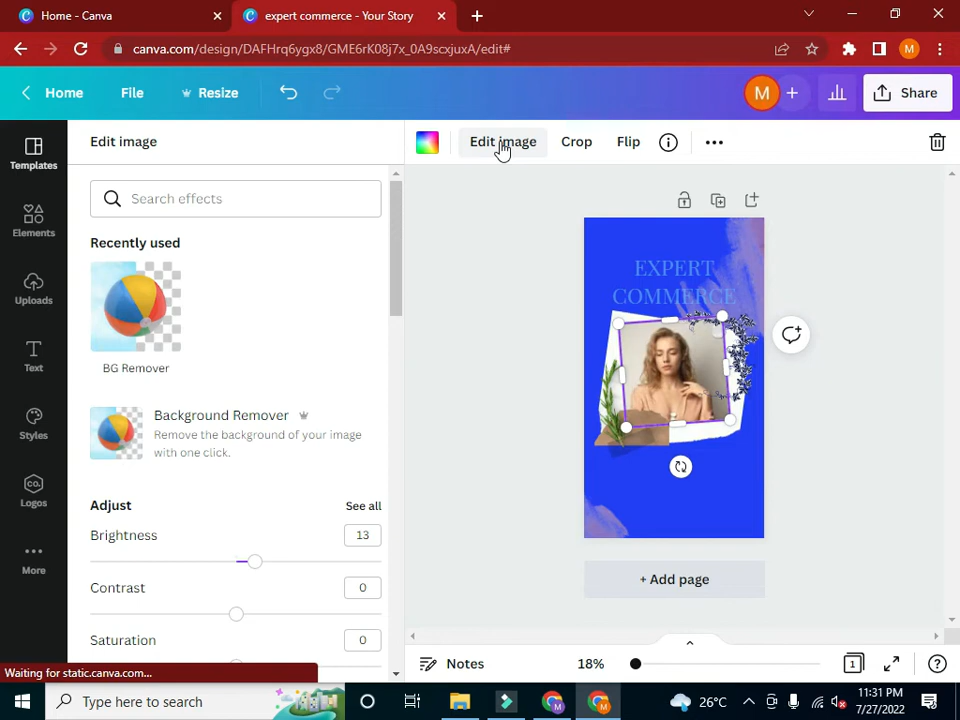 Home - Canva
expert commerce - Your Story
canva.com/design/DAFHrq6ygx8/GME6rK08j7x_0A9scxjuxA/edit#
M
Home
File
Resize
M
Share
Templates
Elements
Uploads
Text
Styles
CO.
Logos
More
Edit image
Edit image
Crop
Flip
Search effects
Recently used
BG Remover
Background Remover
Remove the background of your image
with one click.
Adjust
See all
Brightness
13
Contrast
0
Saturation
0
EXPERT
COMMERCE
+ Add page
Notes
18%
1
Waiting for static.canva.com...
Type here to search
M
M
26°C
11:31 PM
7/27/2022